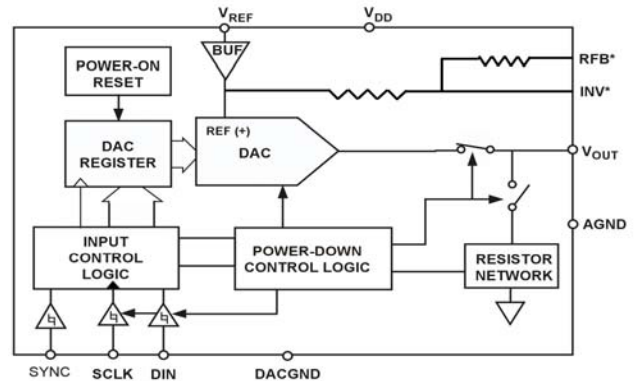 VREF
VDD
BUF
RFB*
POWER-ON
RESET
INV*
REF (+)
DAC
REGISTER
DAC
VOUT
AGND
INPUT
CONTROL
LOGIC
POWER-DOWN
CONTROL LOGIC
RESISTOR
NETWORK
SYNC
SCLK
DIN
DACGND